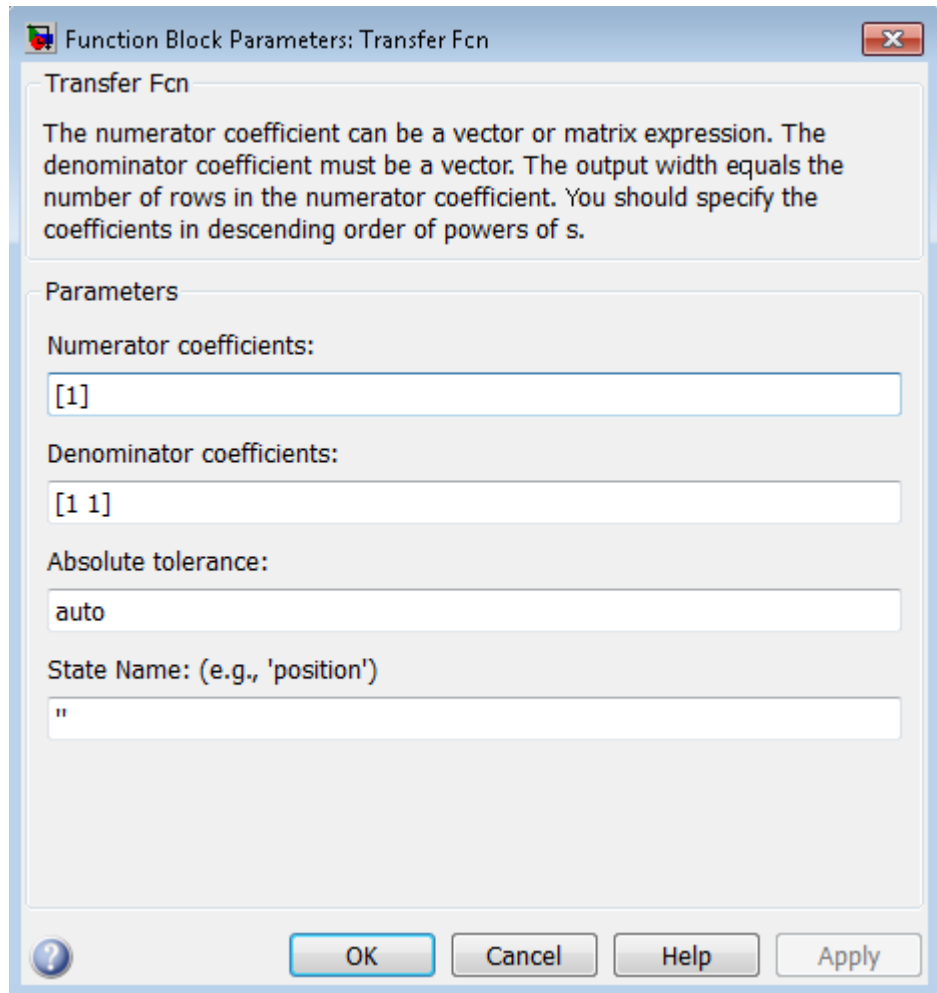 Function Block Parameters: Transfer Fcn
Transfer Fcn
The numerator coefficient can be a vector or matrix expression. The
denominator coefficient must be a vector. The output width equals the
number of rows in the numerator coefficient. You should specify the
coefficients in descending order of powers of s.
Parameters
Numerator coefficients:
[1]
Denominator coefficients:
[1 1]
Absolute tolerance:
auto
State Name: (e.g., 'position')
''
? OK Cancel Help Apply